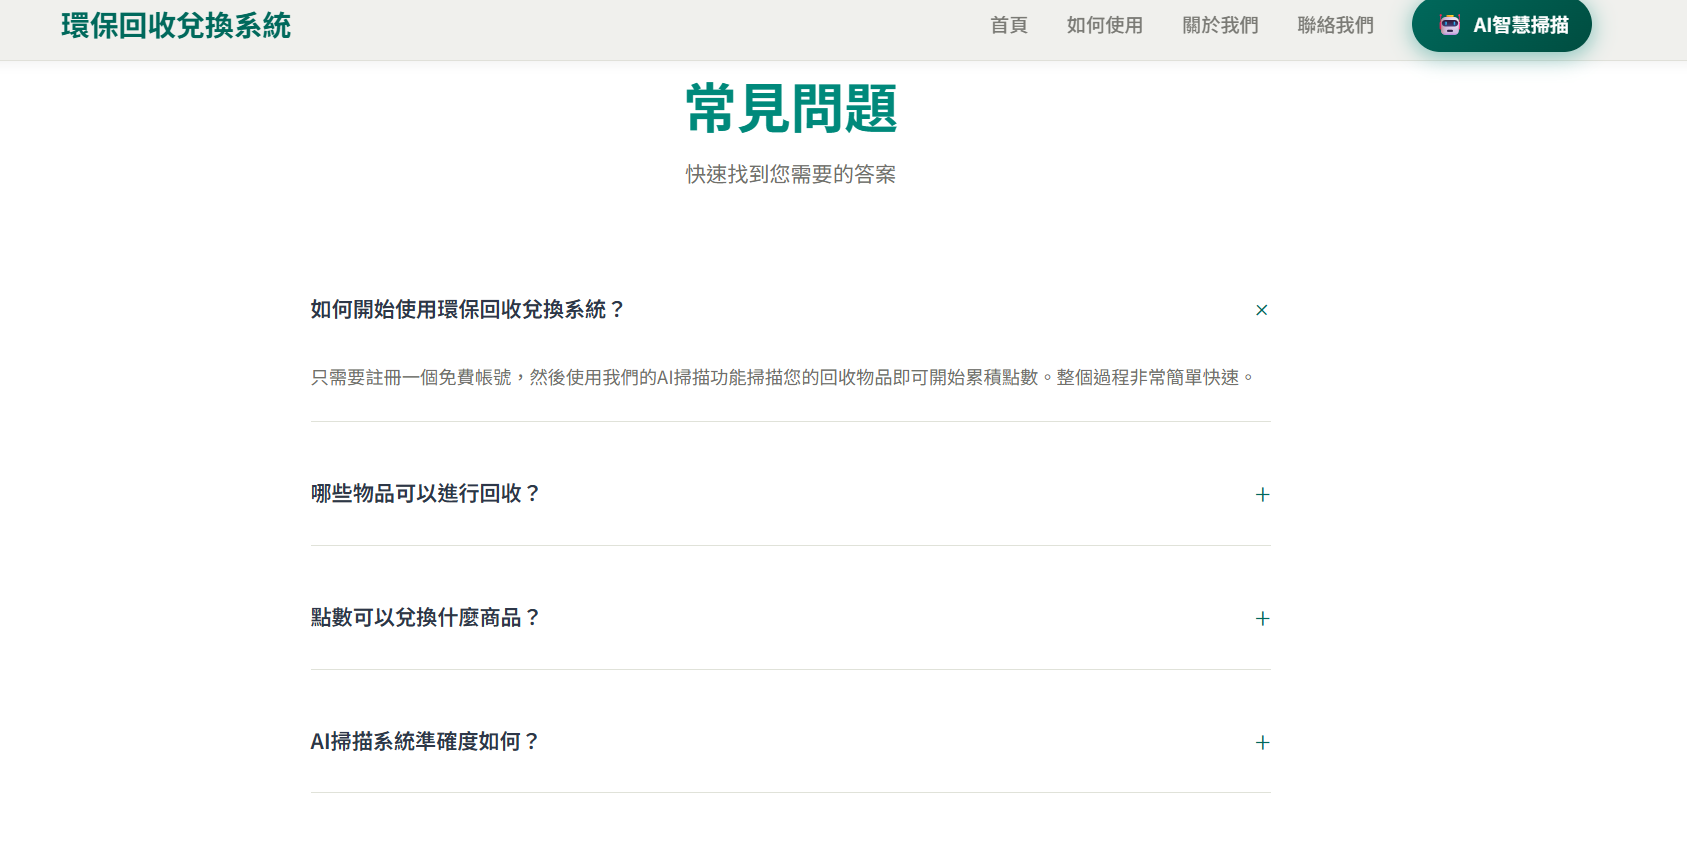 環保回收兌換系統
首頁 如何使用 關於我們 聯絡我們 AI智慧掃描
常見問題
快速找到您需要的答案
如何開始使用環保回收兌換系統？ ×
只需要註冊一個免費帳號，然後使用我們的AI掃描功能掃描您的回收物品即可開始累積點數。整個過程非常簡單快速。
哪些物品可以進行回收？ +
點數可以兌換什麼商品？ +
AI掃描系統準確度如何？ +